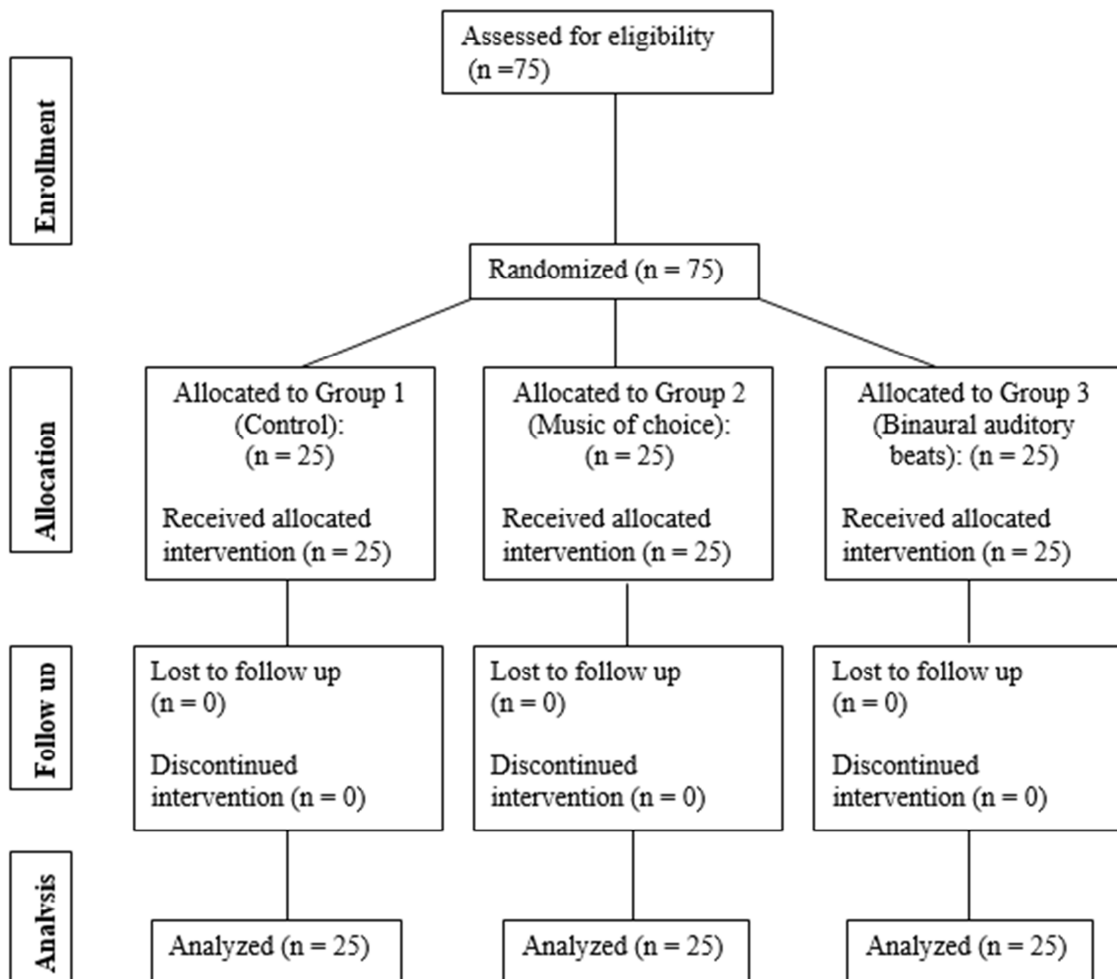 Enrollment
Assessed for eligibility
(n =75)
Randomized (n = 75)
Allocation
Allocated to Group 1
(Control):
(n = 25)
Received allocated
intervention (n = 25)
Allocated to Group 2
(Music of choice):
(n = 25)
Received allocated
intervention (n = 25)
Allocated to Group 3
(Binaural auditory
beats): (n = 25)
Received allocated
intervention (n = 25)
Follow up
Lost to follow up
(n = 0)
Discontinued
intervention (n = 0)
Lost to follow up
(n = 0)
Discontinued
intervention (n = 0)
Lost to follow up
(n = 0)
Discontinued
intervention (n = 0)
Analysis
Analyzed (n = 25)
Analyzed (n = 25)
Analyzed (n = 25)